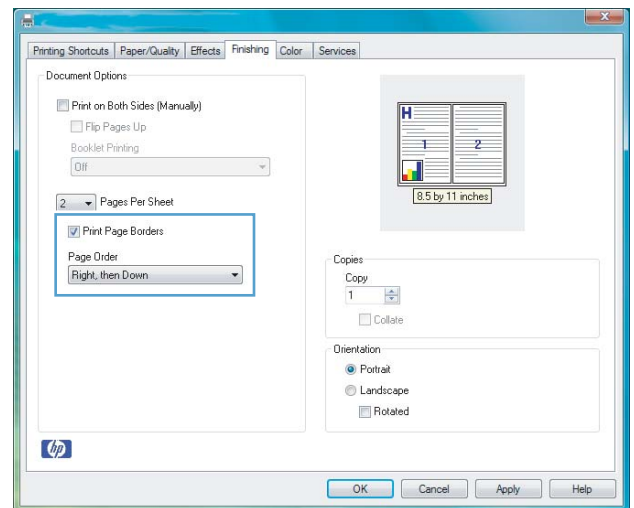 Printing Shortcuts Paper/Quality Effects Finishing Color Services
Document Options
Print on Both Sides (Manually)
Flip Pages Up
Booklet Printing
Off
2 Pages Per Sheet
Print Page Borders
Page Order
Right, then Down
H
1 2
8.5 by 11 inches
Copies
Copy
1
Collate
Orientation
Portrait
Landscape
Rotated
hp
OK Cancel Apply Help